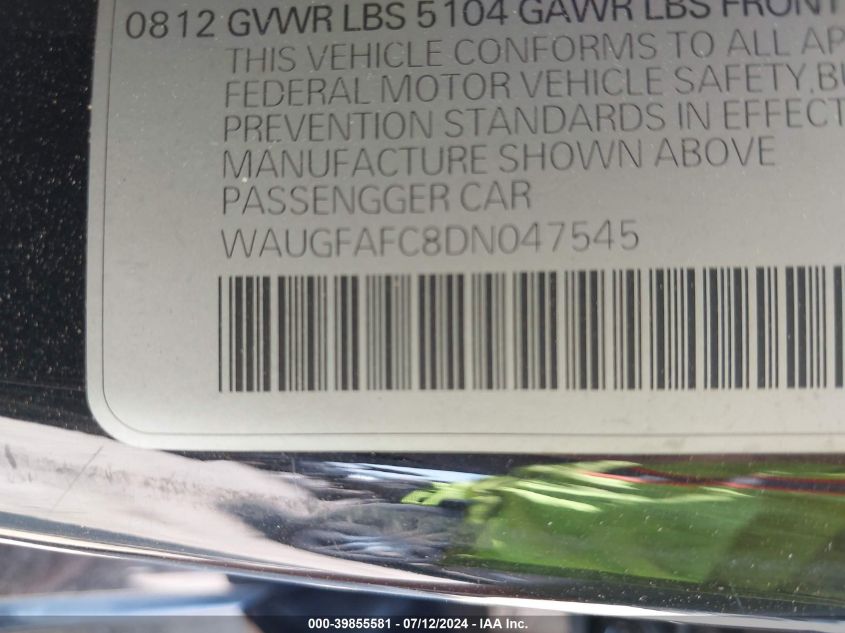 0812 GVWR LBS 5104 GAWR LBS FRONT
THIS VEHICLE CONFORMS TO ALL AP
FEDERAL MOTOR VEHICLE SAFETY, BU
PREVENTION STANDARDS IN EFFECT
MANUFACTURE SHOWN ABOVE
PASSENGGER CAR
WAUGFAFC8DN047545
000-39855581 - 07/12/2024 - IAA Inc.